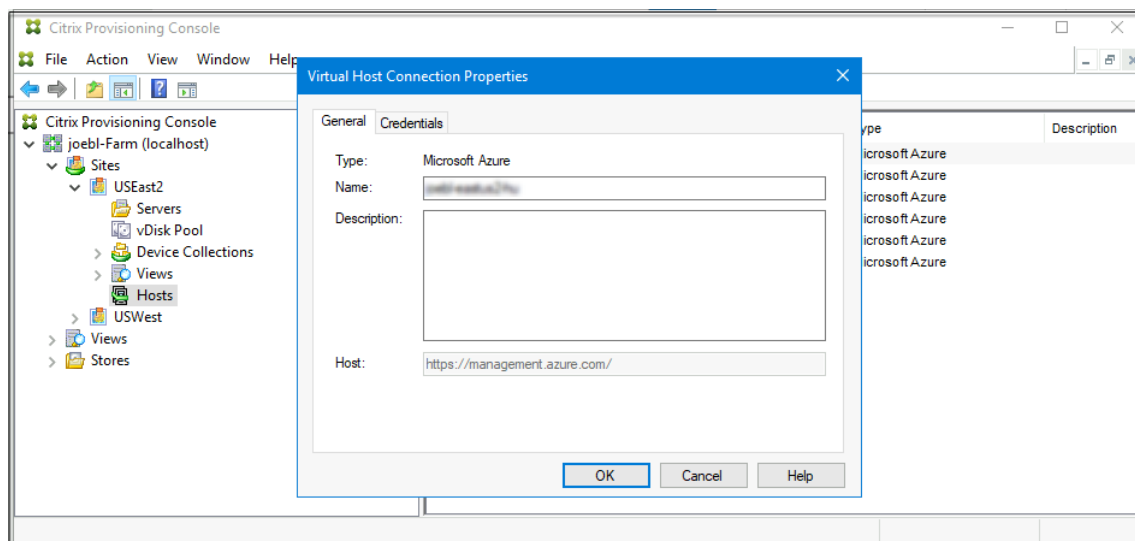 Citrix Provisioning Console
File Action View Window Help
Virtual Host Connection Properties
Citrix Provisioning Console
joebl-Farm (localhost)
Sites
USEast2
Servers
vDisk Pool
Device Collections
Views
Hosts
USWest
Views
Stores
General Credentials
Type: Microsoft Azure
Name:
Description:
Host: https://management.azure.com/
OK Cancel Help
ype Description
icrosoft Azure
icrosoft Azure
icrosoft Azure
icrosoft Azure
icrosoft Azure
icrosoft Azure